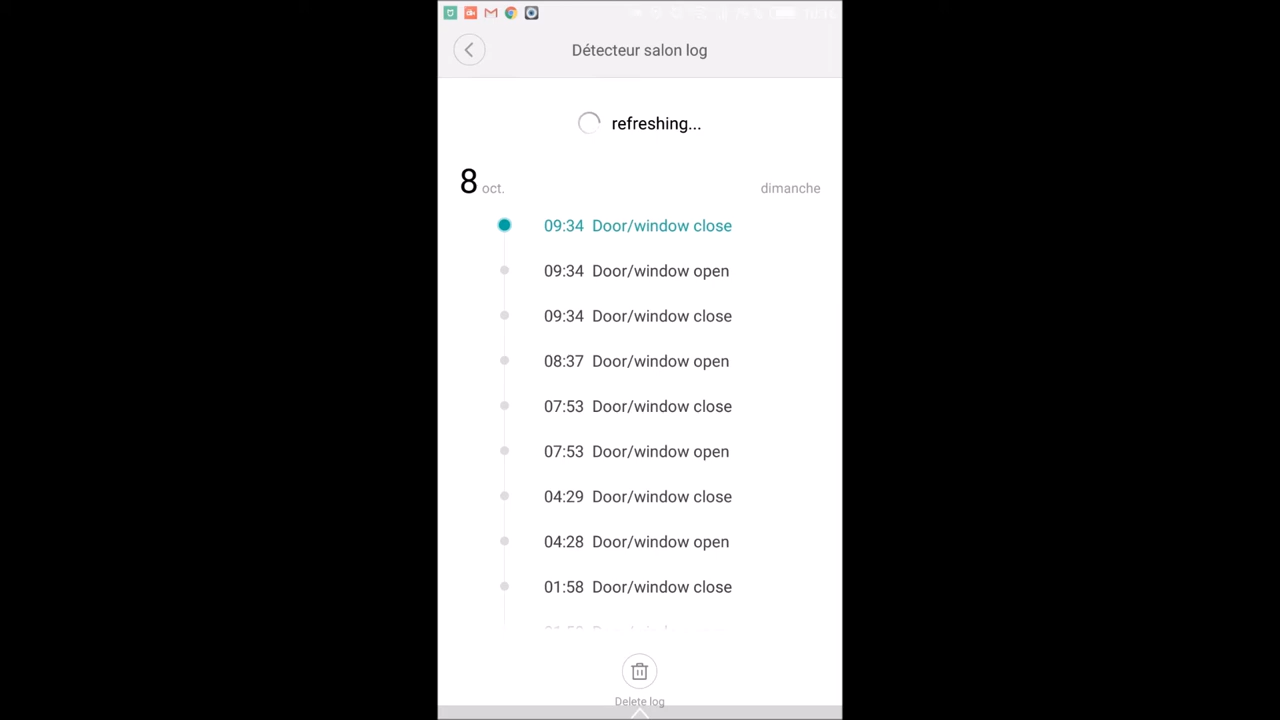 Détecteur salon log
refreshing...
8 oct. dimanche
09:34 Door/window close
09:34 Door/window open
09:34 Door/window close
08:37 Door/window open
07:53 Door/window close
07:53 Door/window open
04:29 Door/window close
04:28 Door/window open
01:58 Door/window close
Delete log